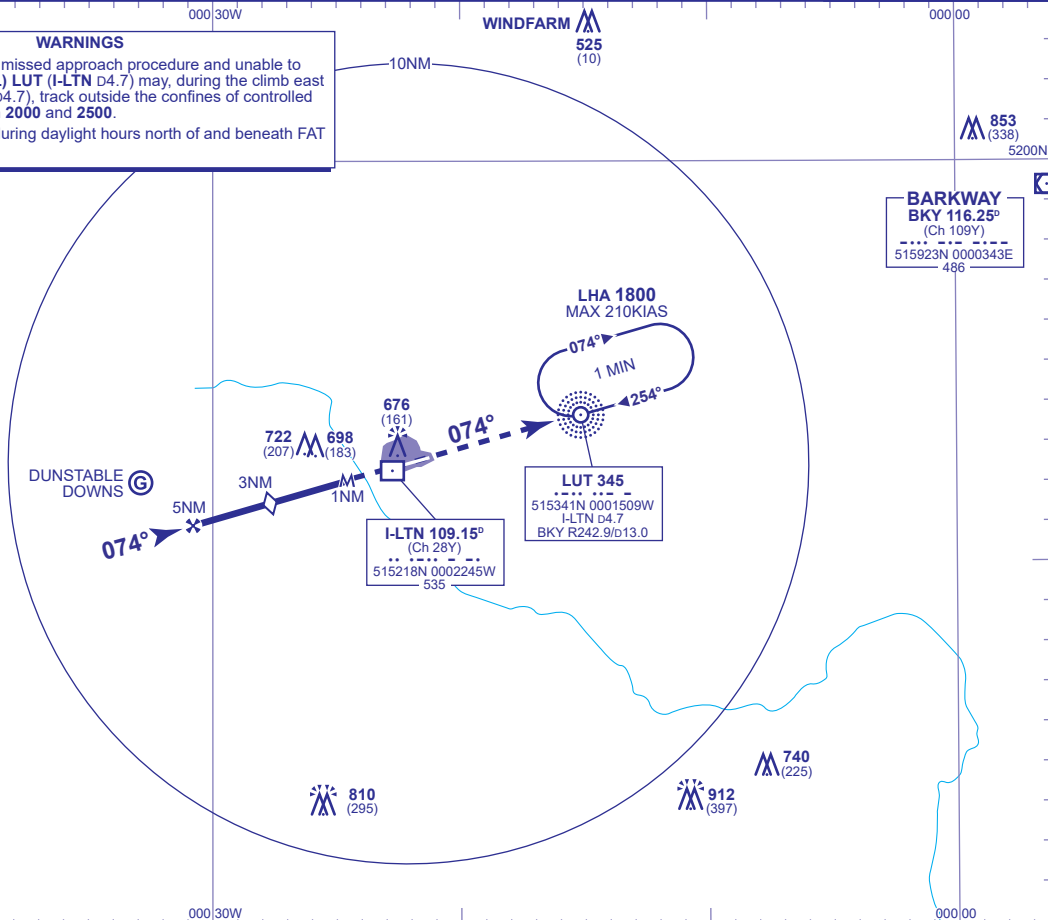 000 30W
000 00
WINDFARM
525
(10)
WARNINGS
missed approach procedure and unable to
) LUT (I-LTN D4.7) may, during the climb east
4.7), track outside the confines of controlled
2000 and 2500.
uring daylight hours north of and beneath FAT
10NM
853
(338)
5200N
BARKWAY
BKY 116.25D
(Ch 109Y)
515923N 0000343E
486
LHA 1800
MAX 210KIAS
074°
1 MIN
254°
676
(161)
074°
722
(207)
698
(183)
DUNSTABLE
DOWNS
G
3NM
1NM
5NM
074°
LUT 345
515341N 0001509W
I-LTN D4.7
BKY R242.9/D13.0
I-LTN 109.15D
(Ch 28Y)
515218N 0002245W
535
740
(225)
810
(295)
912
(397)
000 30W
000 00